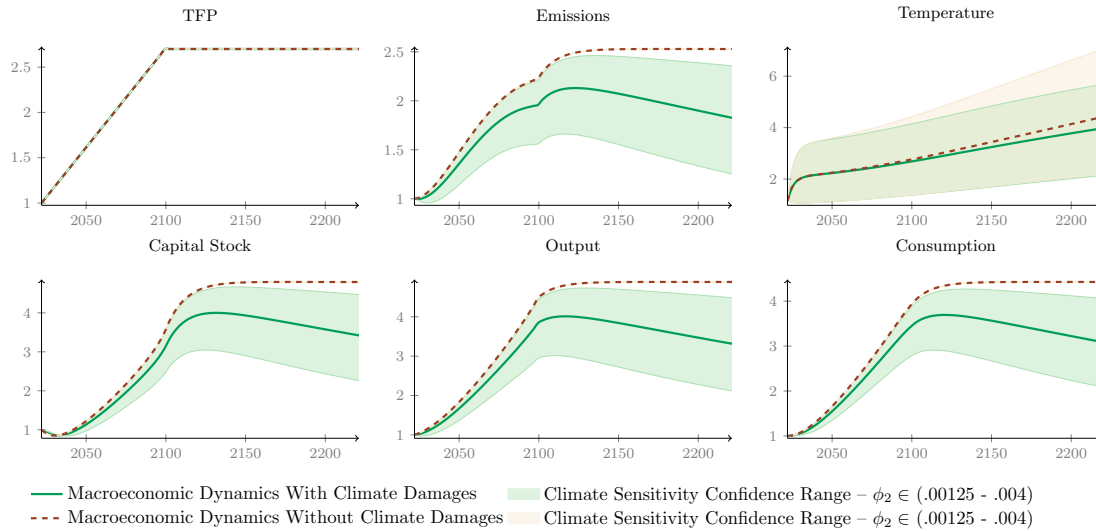 TFP
Emissions
Temperature
2.5
2
1.5
1
2050 2100 2150 2200
2.5
2
1.5
1
2050 2100 2150 2200
6
4
2
2050 2100 2150 2200
Capital Stock
Output
Consumption
4
3
2
1
2050 2100 2150 2200
4
3
2
1
2050 2100 2150 2200
4
3
2
1
2050 2100 2150 2200
Macroeconomic Dynamics With Climate Damages
Climate Sensitivity Confidence Range – ϕ₂ ∈ (.00125 - .004)
Macroeconomic Dynamics Without Climate Damages
Climate Sensitivity Confidence Range – ϕ₂ ∈ (.00125 - .004)